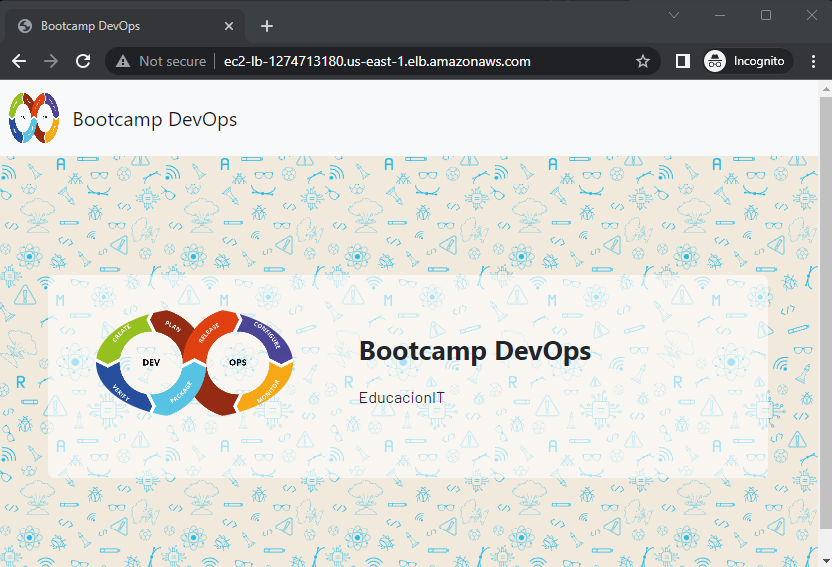 Bootcamp DevOps
Not secure
ec2-lb-1274713180.us-east-1.elb.amazonaws.com
Incognito
Bootcamp DevOps
CREATE
PLAN
RELEASE
CONFIGURE
DEV
OPS
VERIFY
PACKAGE
MONITOR
Bootcamp DevOps
EducacionIT